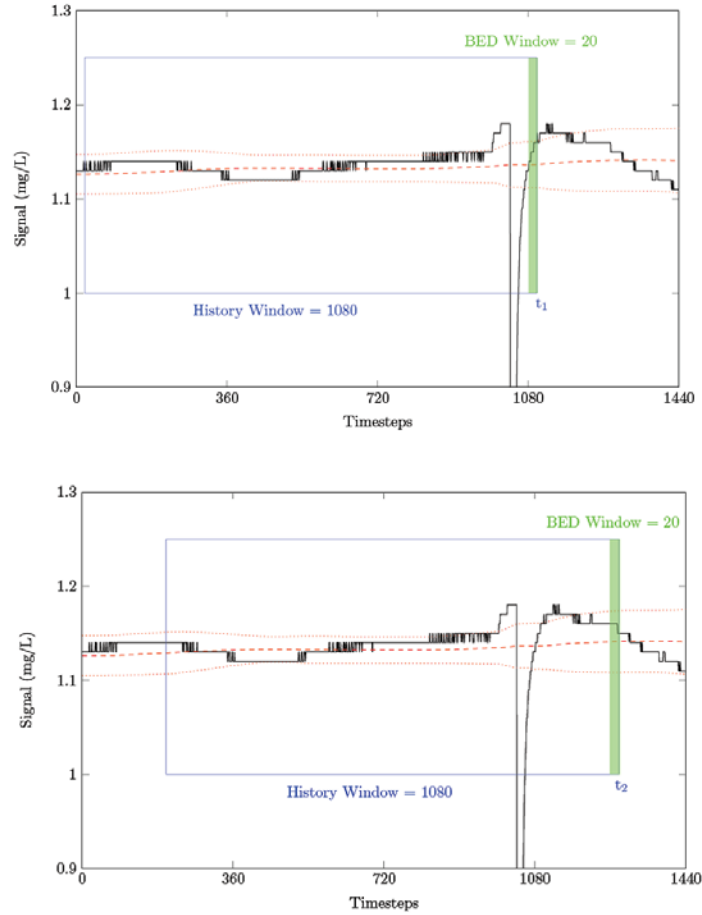 1.3
BED Window = 20
1.2
Signal (mg/L)
1.1
1
t1
History Window = 1080
0.9
0 360 720 1080 1440
Timesteps
1.3
BED Window = 20
1.2
Signal (mg/L)
1.1
1
t2
History Window = 1080
0.9
0 360 720 1080 1440
Timesteps